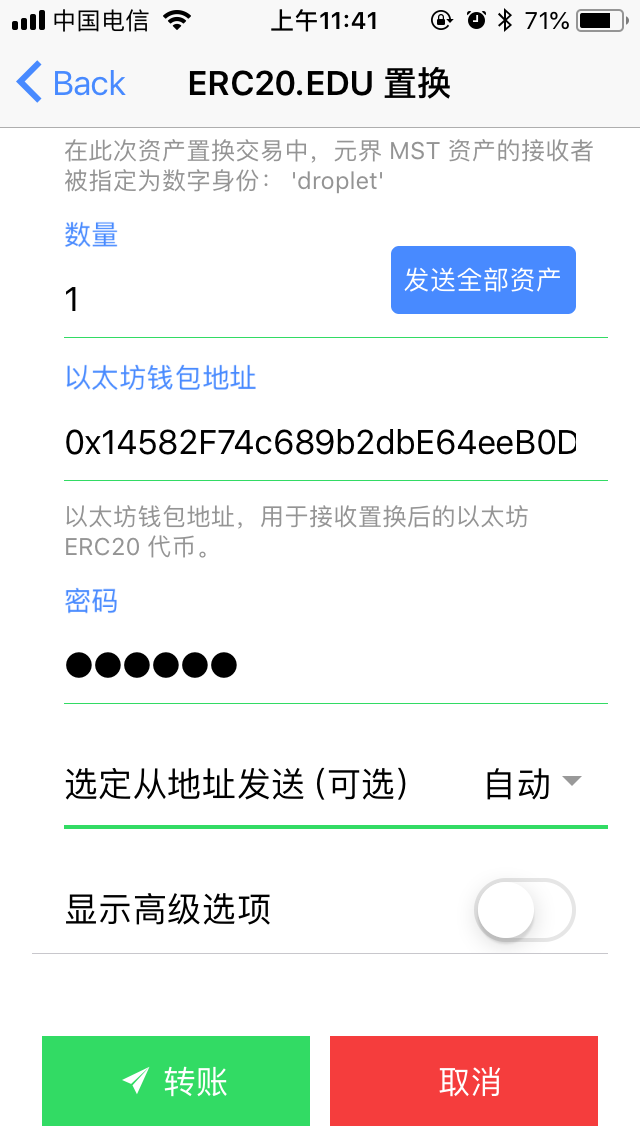 中国电信 上午11:41 71%
Back ERC20.EDU 置换
在此次资产置换交易中，元界 MST 资产的接收者
被指定为数字身份： 'droplet'
数量
1 发送全部资产
以太坊钱包地址
0x14582F74c689b2dbE64eeB0D
以太坊钱包地址，用于接收置换后的以太坊
ERC20 代币。
密码
●●●●●●
选定从地址发送 (可选) 自动
显示高级选项
转账 取消